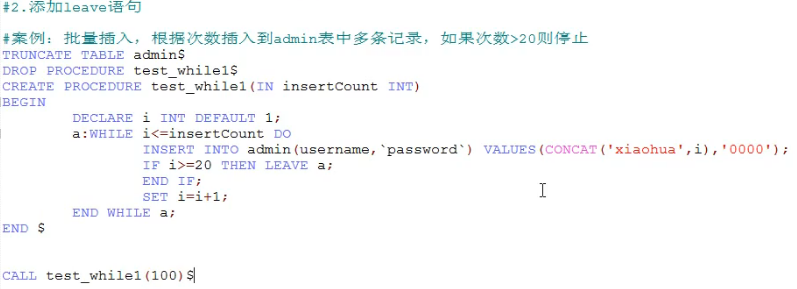 #2.添加leave语句
#案例：批量插入，根据次数插入到admin表中多条记录，如果次数>20则停止
TRUNCATE TABLE admin$
DROP PROCEDURE test_while1$
CREATE PROCEDURE test_while1(IN insertCount INT)
BEGIN
DECLARE i INT DEFAULT 1;
a:WHILE i<=insertCount DO
INSERT INTO admin(username,`password`) VALUES(CONCAT('xiaohua',i),'0000');
IF i>=20 THEN LEAVE a;
END IF;
SET i=i+1;
END WHILE a;
END $
CALL test_while1(100)$